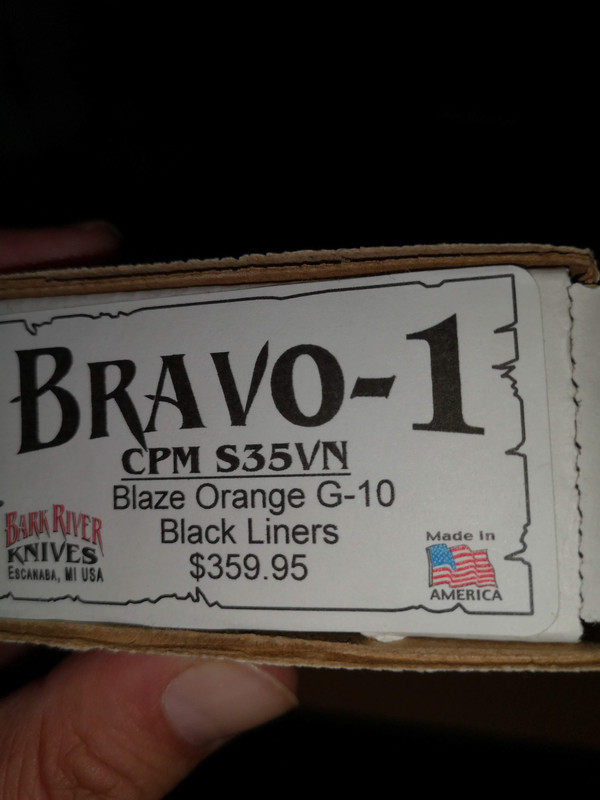 BRAVO-1
CPM S35VN
Blaze Orange G-10
Black Liners
$359.95
BARK RIVER
KNIVES
ESCANABA, MI USA
Made In
AMERICA